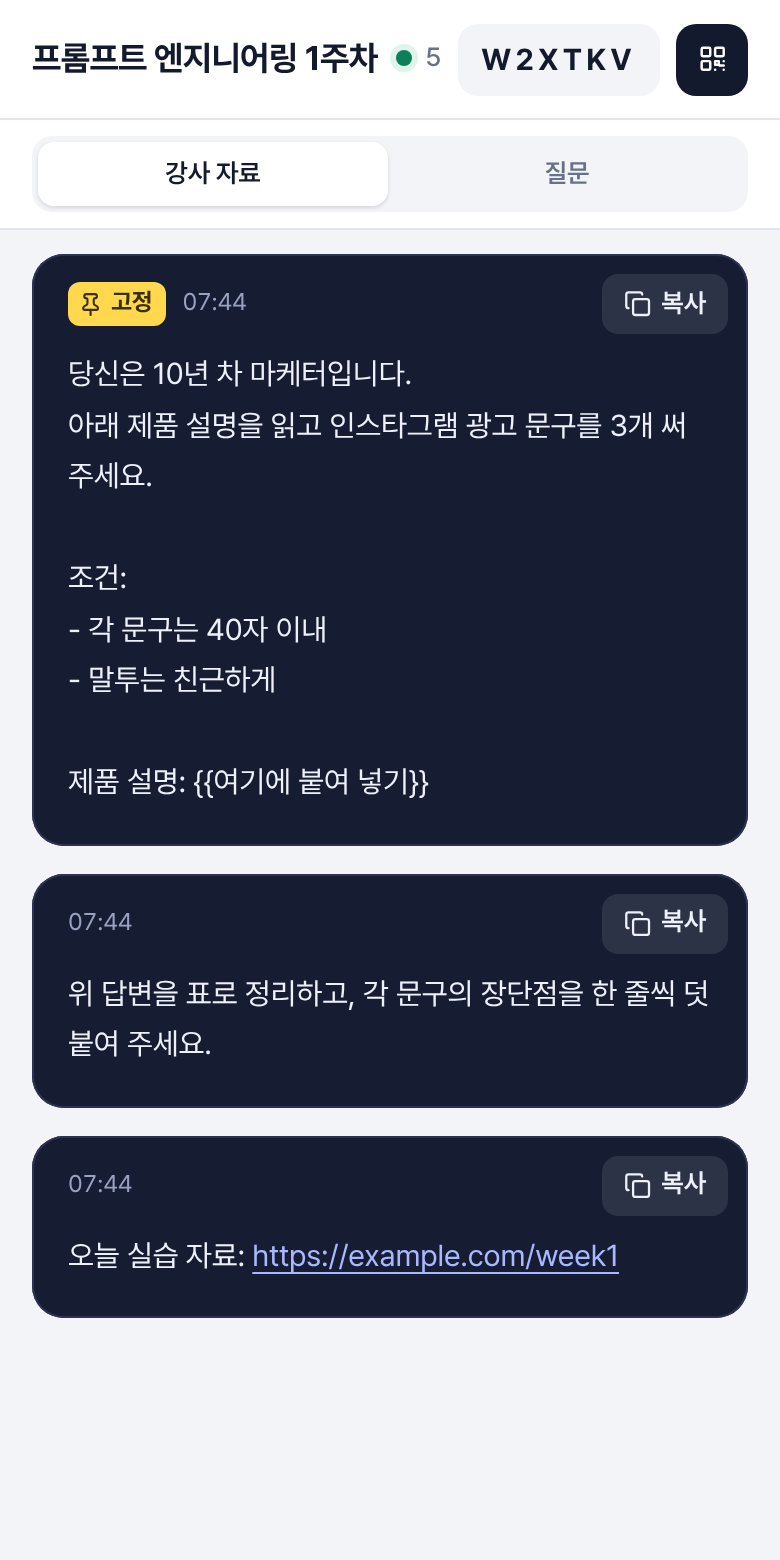 프롬프트 엔지니어링 1주차 5 W2XTKV
강사 자료 질문
고정 07:44 복사
당신은 10년 차 마케터입니다.
아래 제품 설명을 읽고 인스타그램 광고 문구를 3개 써
주세요.
조건:
- 각 문구는 40자 이내
- 말투는 친근하게
제품 설명: {{여기에 붙여 넣기}}
07:44 복사
위 답변을 표로 정리하고, 각 문구의 장단점을 한 줄씩 덧
붙여 주세요.
07:44 복사
오늘 실습 자료: https://example.com/week1